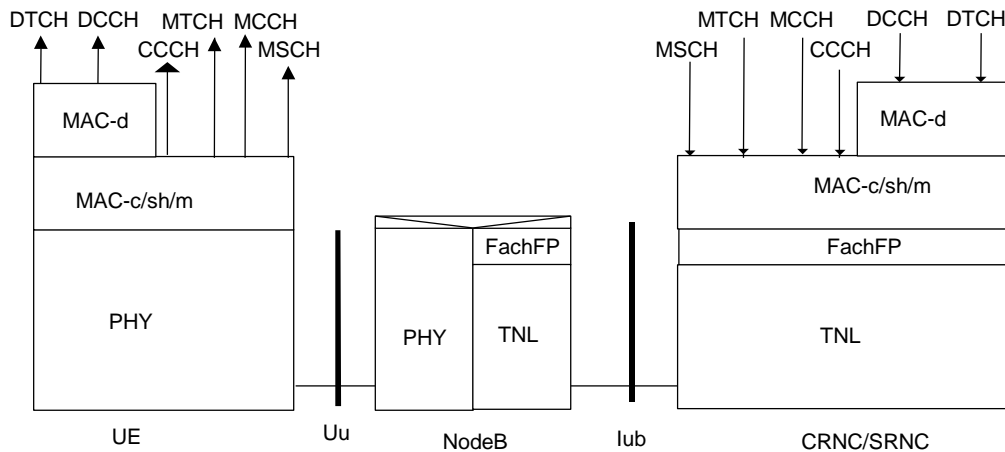 DTCH DCCH MTCH MCCH
CCCH
MSCH
MTCH MCCH DCCH DTCH
MSCH CCCH
MAC-d
MAC-d
MAC-c/sh/m
MAC-c/sh/m
FachFP
FachFP
PHY
PHY
TNL
TNL
UE
Uu
NodeB
Iub
CRNC/SRNC